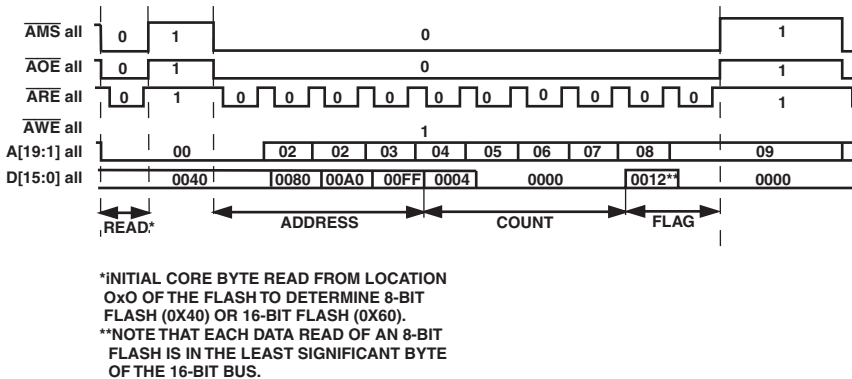 AMS all 0 1 0 1
AOE all 0 1 0 1
ARE all 0 1 0 0 0 0 0 0 0 0 0 0 1
AWE all 1
A[19:1] all 00 02 02 03 04 05 06 07 08 09
D[15:0] all 0040 0080 00A0 00FF 0004 0000 0012** 0000
READ* ADDRESS COUNT FLAG
*iNITIAL CORE BYTE READ FROM LOCATION
OxO OF THE FLASH TO DETERMINE 8-BIT
FLASH (0X40) OR 16-BIT FLASH (0X60).
**NOTE THAT EACH DATA READ OF AN 8-BIT
FLASH IS IN THE LEAST SIGNIFICANT BYTE
OF THE 16-BIT BUS.